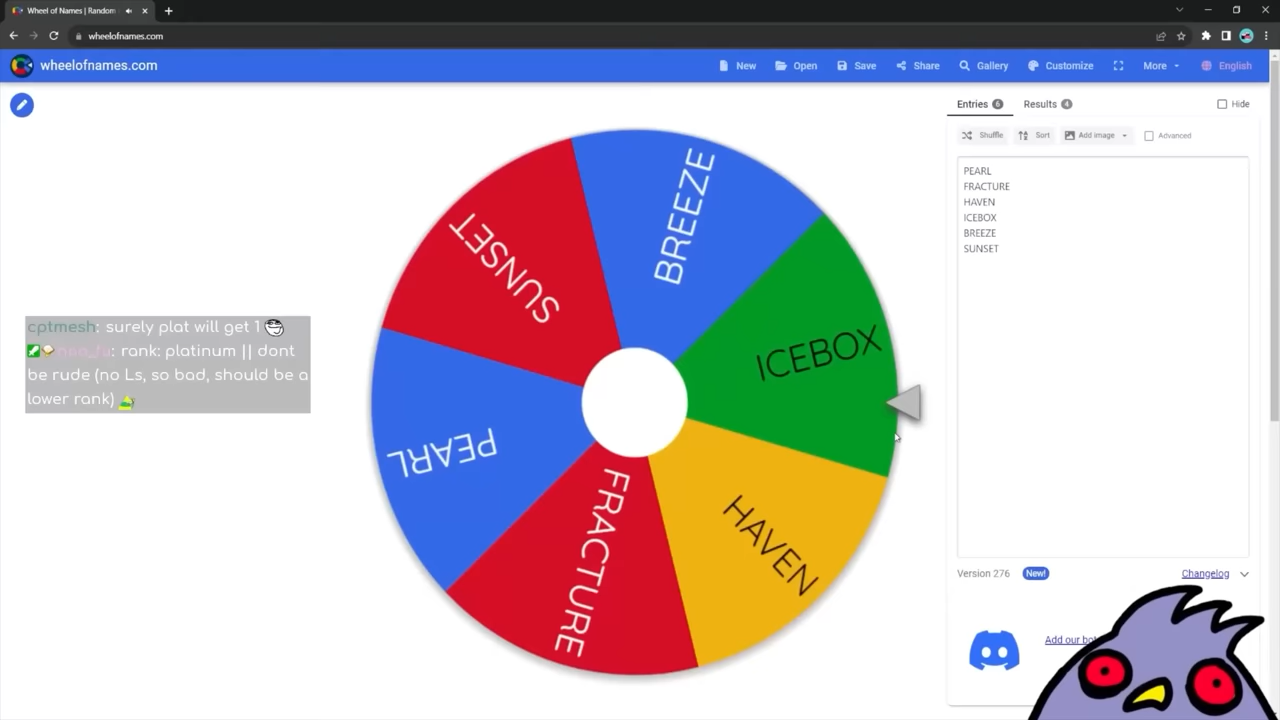 Wheel of Names | Random
wheelofnames.com
wheelofnames.com
New
Open
Save
Share
Gallery
Customize
More
English
Entries 6
Results 4
Hide
Shuffle
Sort
Add image
Advanced
PEARL
FRACTURE
HAVEN
ICEBOX
BREEZE
SUNSET
BREEZE
SUNSET
ICEBOX
PEARL
HAVEN
FRACTURE
cptmesh: surely plat will get 1
: rank: platinum || dont
be rude (no Ls, so bad, should be a
lower rank)
Version 276
New!
Changelog
Add our bot